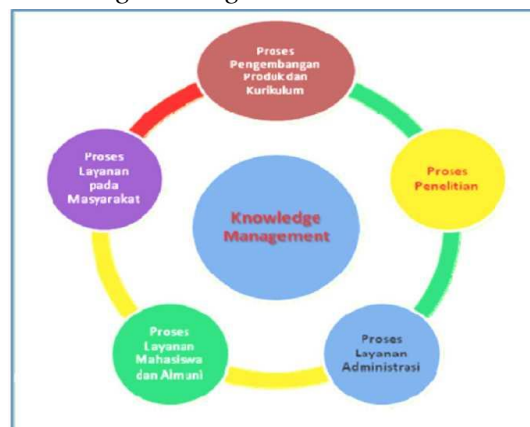 Proses
Pengembangan
Produk dan
Kurikulum
Proses
Penelitian
Proses
Layanan
Administrasi
Proses
Layanan
Mahasiswa
dan Almuni
Proses
Layanan
pada
Masyarakat
Knowledge
Management